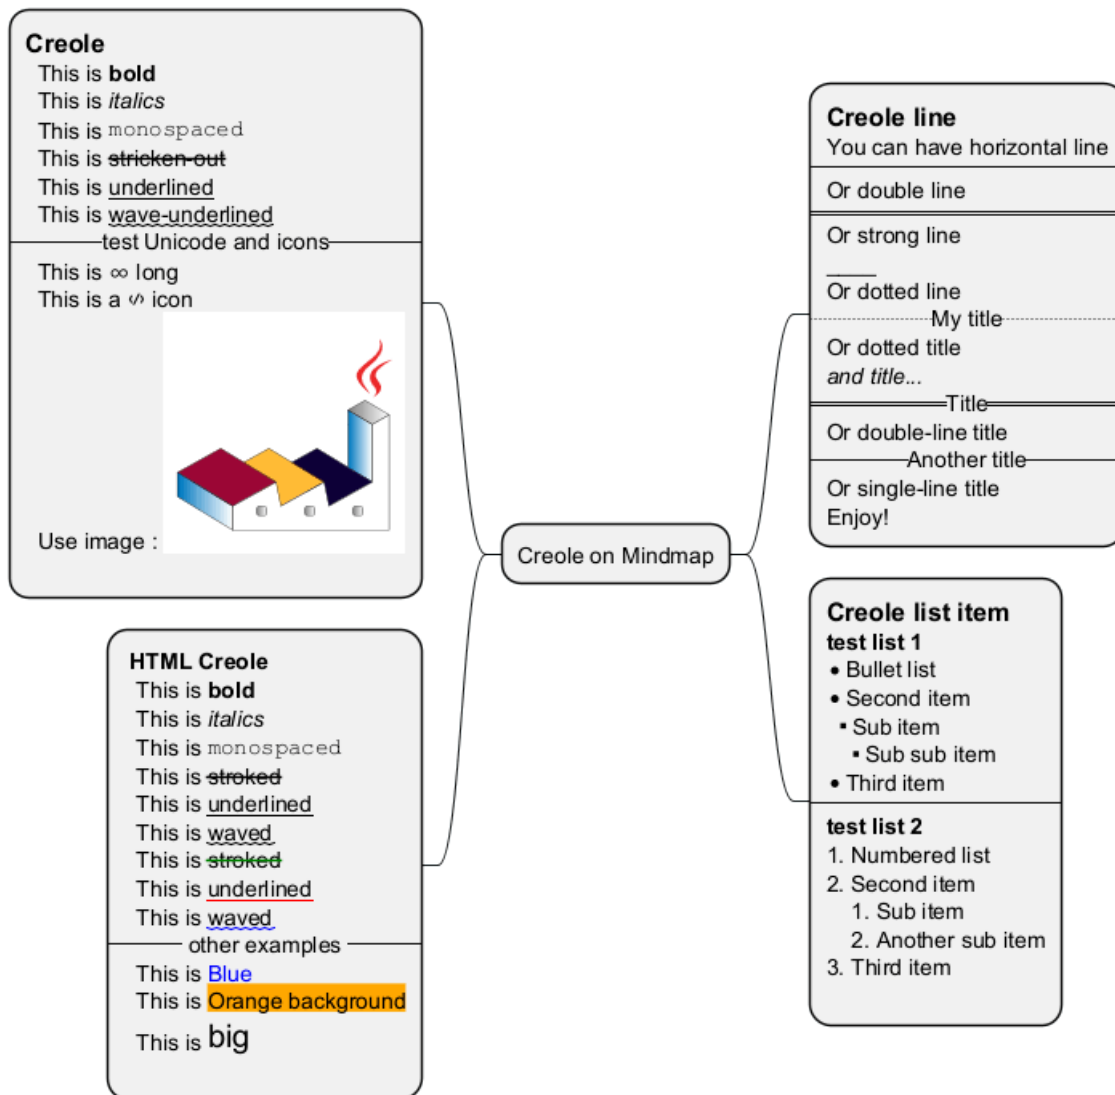 Creole
This is bold
This is italics
This is monospaced
This is stricken-out
This is underlined
This is wave-underlined
test Unicode and icons
This is ∞ long
This is a icon
Use image :
HTML Creole
This is bold
This is italics
This is monospaced
This is stroked
This is underlined
This is waved
This is stroked
This is underlined
This is waved
other examples
This is Blue
This is Orange background
This is big
Creole on Mindmap
Creole line
You can have horizontal line
Or double line
Or strong line
____
Or dotted line
My title
Or dotted title
and title...
Title
Or double-line title
Another title
Or single-line title
Enjoy!
Creole list item
test list 1
• Bullet list
• Second item
▪ Sub item
▪ Sub sub item
• Third item
test list 2
1. Numbered list
2. Second item
1. Sub item
2. Another sub item
3. Third item